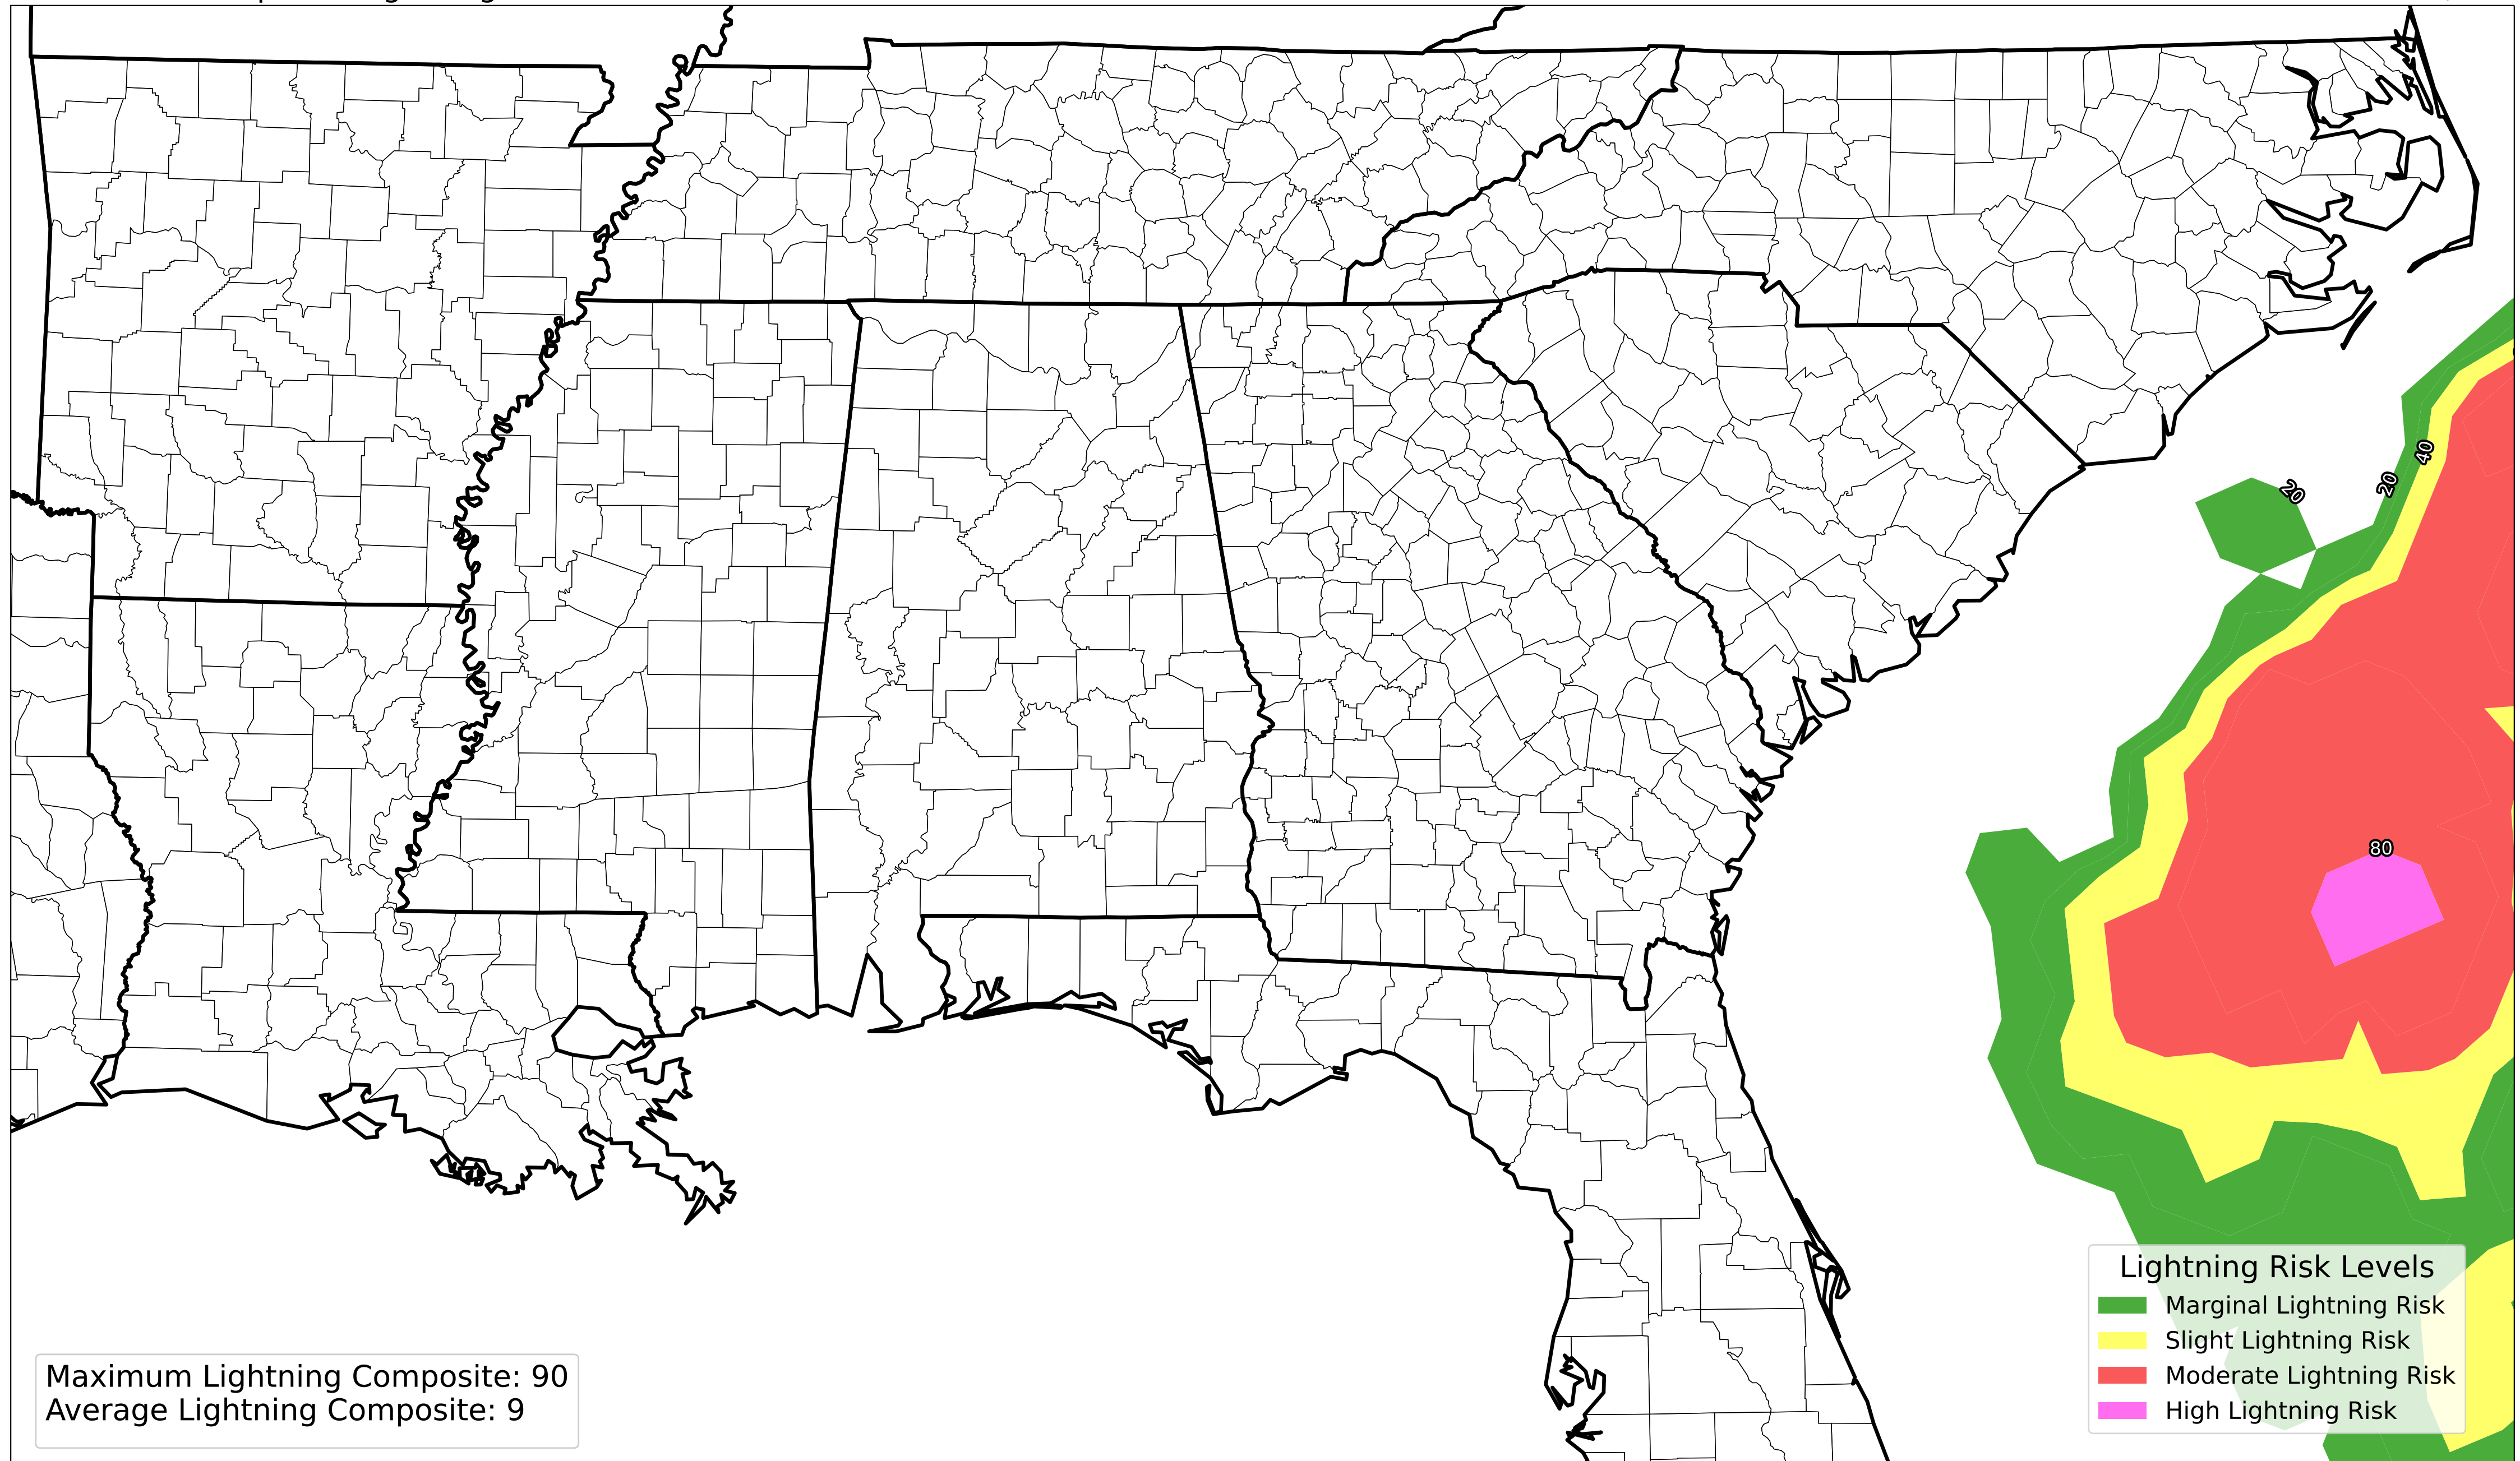 40
20
20
80
Lightning Risk Levels
Marginal Lightning Risk
Slight Lightning Risk
Moderate Lightning Risk
High Lightning Risk
Maximum Lightning Composite: 90
Average Lightning Composite: 9